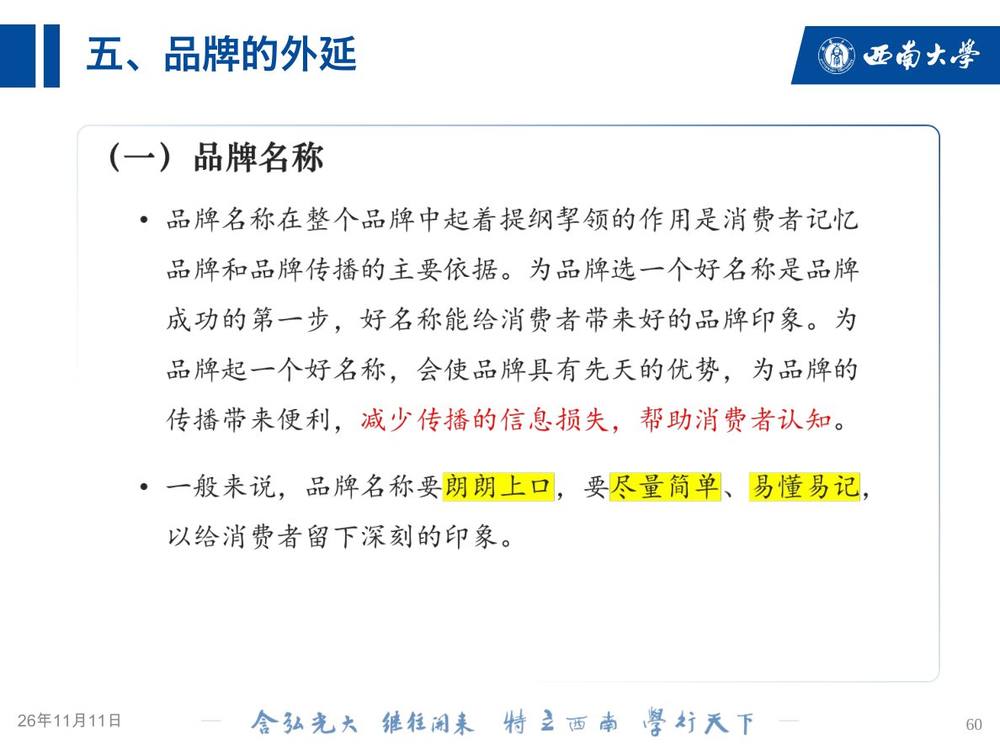 五、品牌的外延
西南大学
（一）品牌名称
• 品牌名称在整个品牌中起着提纲挈领的作用是消费者记忆
品牌和品牌传播的主要依据。为品牌选一个好名称是品牌
成功的第一步，好名称能给消费者带来好的品牌印象。为
品牌起一个好名称，会使品牌具有先天的优势，为品牌的
传播带来便利，减少传播的信息损失，帮助消费者认知。
• 一般来说，品牌名称要朗朗上口，要尽量简单、易懂易记，
以给消费者留下深刻的印象。
26年11月11日
含弘光大 继往开来 特立西南 學行天下
60